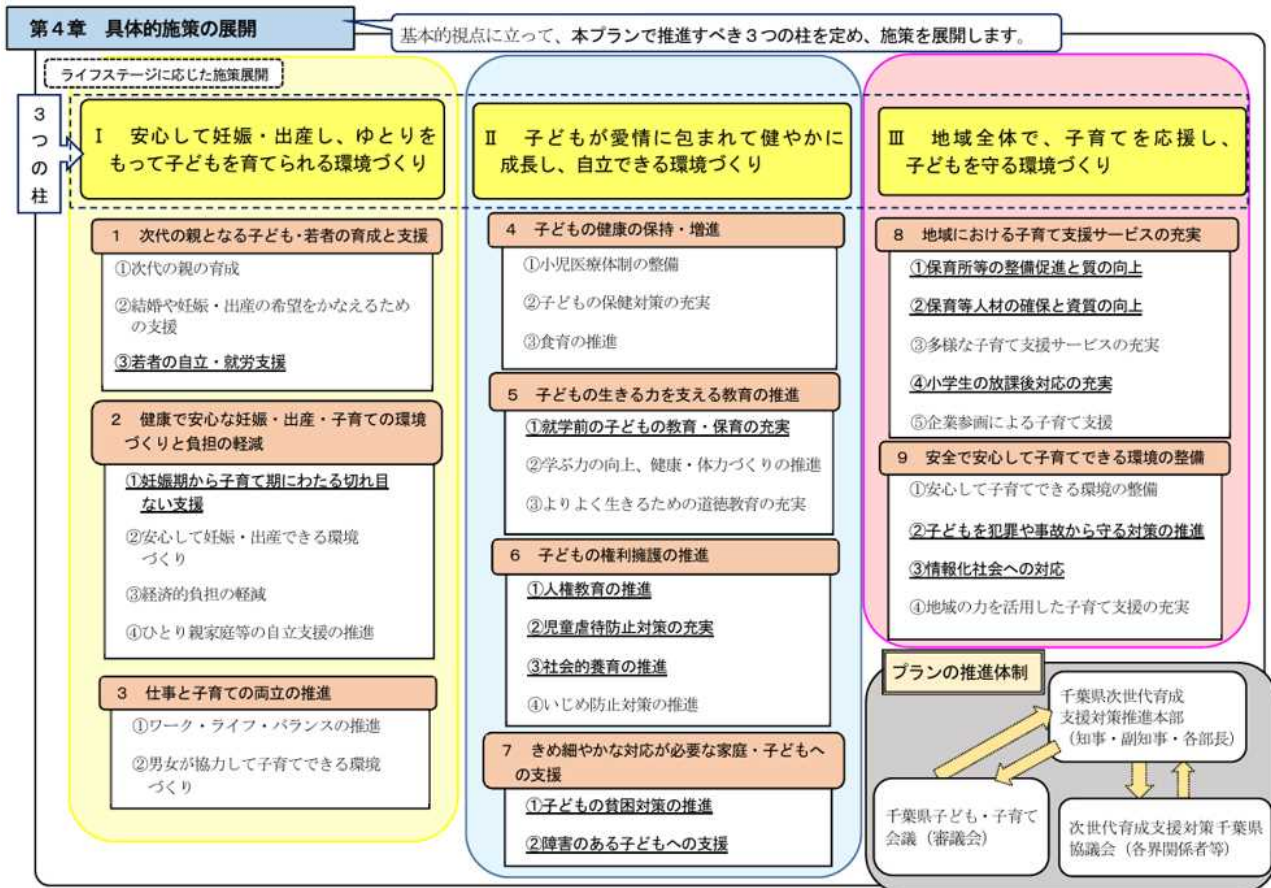 第４章 具体的施策の展開
基本的視点に立って、本プランで推進すべき３つの柱を定め、施策を展開します。
ライフステージに応じた施策展開
３つの柱
Ⅰ 安心して妊娠・出産し、ゆとりを
もって子どもを育てられる環境づくり
１ 次代の親となる子ども・若者の育成と支援
①次代の親の育成
②結婚や妊娠・出産の希望をかなえるため
の支援
③若者の自立・就労支援
２ 健康で安心な妊娠・出産・子育ての環境
づくりと負担の軽減
①妊娠期から子育て期にわたる切れ目
ない支援
②安心して妊娠・出産できる環境
づくり
③経済的負担の軽減
④ひとり親家庭等の自立支援の推進
３ 仕事と子育ての両立の推進
①ワーク・ライフ・バランスの推進
②男女が協力して子育てできる環境
づくり
Ⅱ 子どもが愛情に包まれて健やかに
成長し、自立できる環境づくり
４ 子どもの健康の保持・増進
①小児医療体制の整備
②子どもの保健対策の充実
③食育の推進
５ 子どもの生きる力を支える教育の推進
①就学前の子どもの教育・保育の充実
②学ぶ力の向上、健康・体力づくりの推進
③よりよく生きるための道徳教育の充実
６ 子どもの権利擁護の推進
①人権教育の推進
②児童虐待防止対策の充実
③社会的養育の推進
④いじめ防止対策の推進
７ きめ細やかな対応が必要な家庭・子どもへ
の支援
①子どもの貧困対策の推進
②障害のある子どもへの支援
Ⅲ 地域全体で、子育てを応援し、
子どもを守る環境づくり
８ 地域における子育て支援サービスの充実
①保育所等の整備促進と質の向上
②保育等人材の確保と資質の向上
③多様な子育て支援サービスの充実
④小学生の放課後対応の充実
⑤企業参画による子育て支援
９ 安全で安心して子育てできる環境の整備
①安心して子育てできる環境の整備
②子どもを犯罪や事故から守る対策の推進
③情報化社会への対応
④地域の力を活用した子育て支援の充実
プランの推進体制
千葉県次世代育成
支援対策推進本部
（知事・副知事・各部長）
千葉県子ども・子育て
会議（審議会）
次世代育成支援対策千葉県
協議会（各界関係者等）